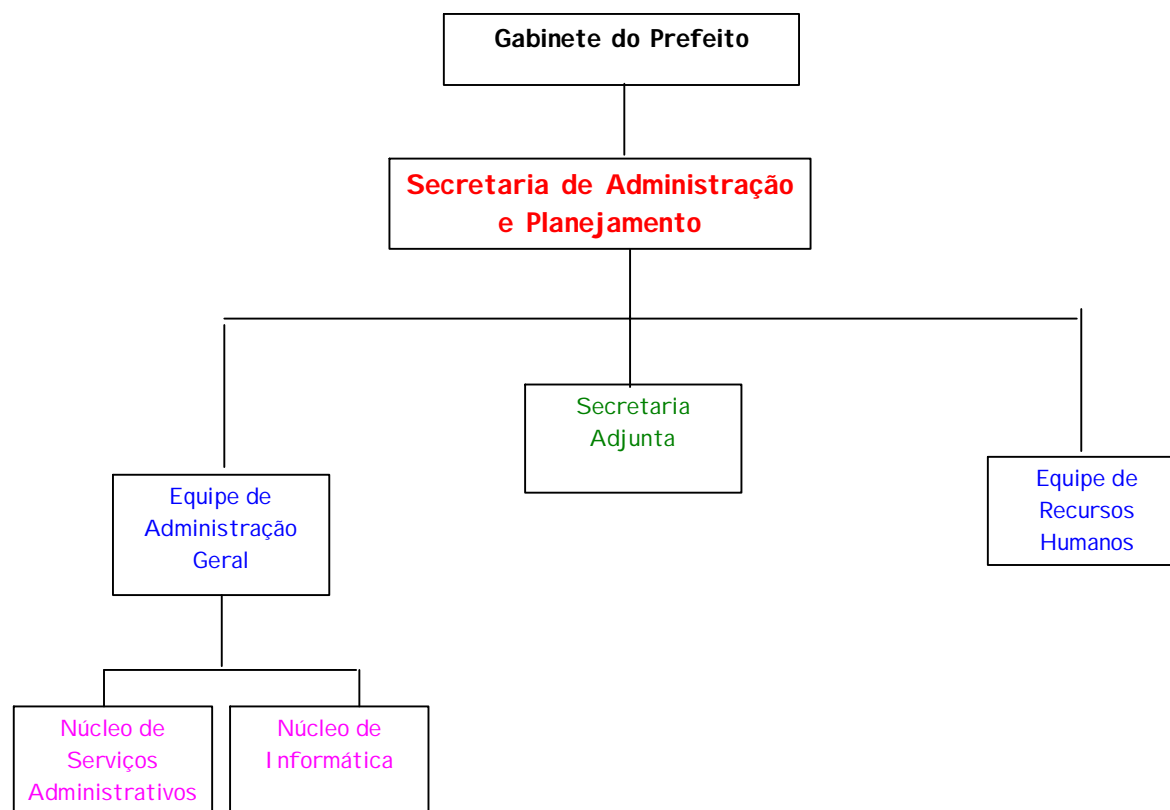 Gabinete do Prefeito
Secretaria de Administração
e Planejamento
Secretaria
Adjunta
Equipe de
Administração
Geral
Equipe de
Recursos
Humanos
Núcleo de
Serviços
Administrativos
Núcleo de
Informática